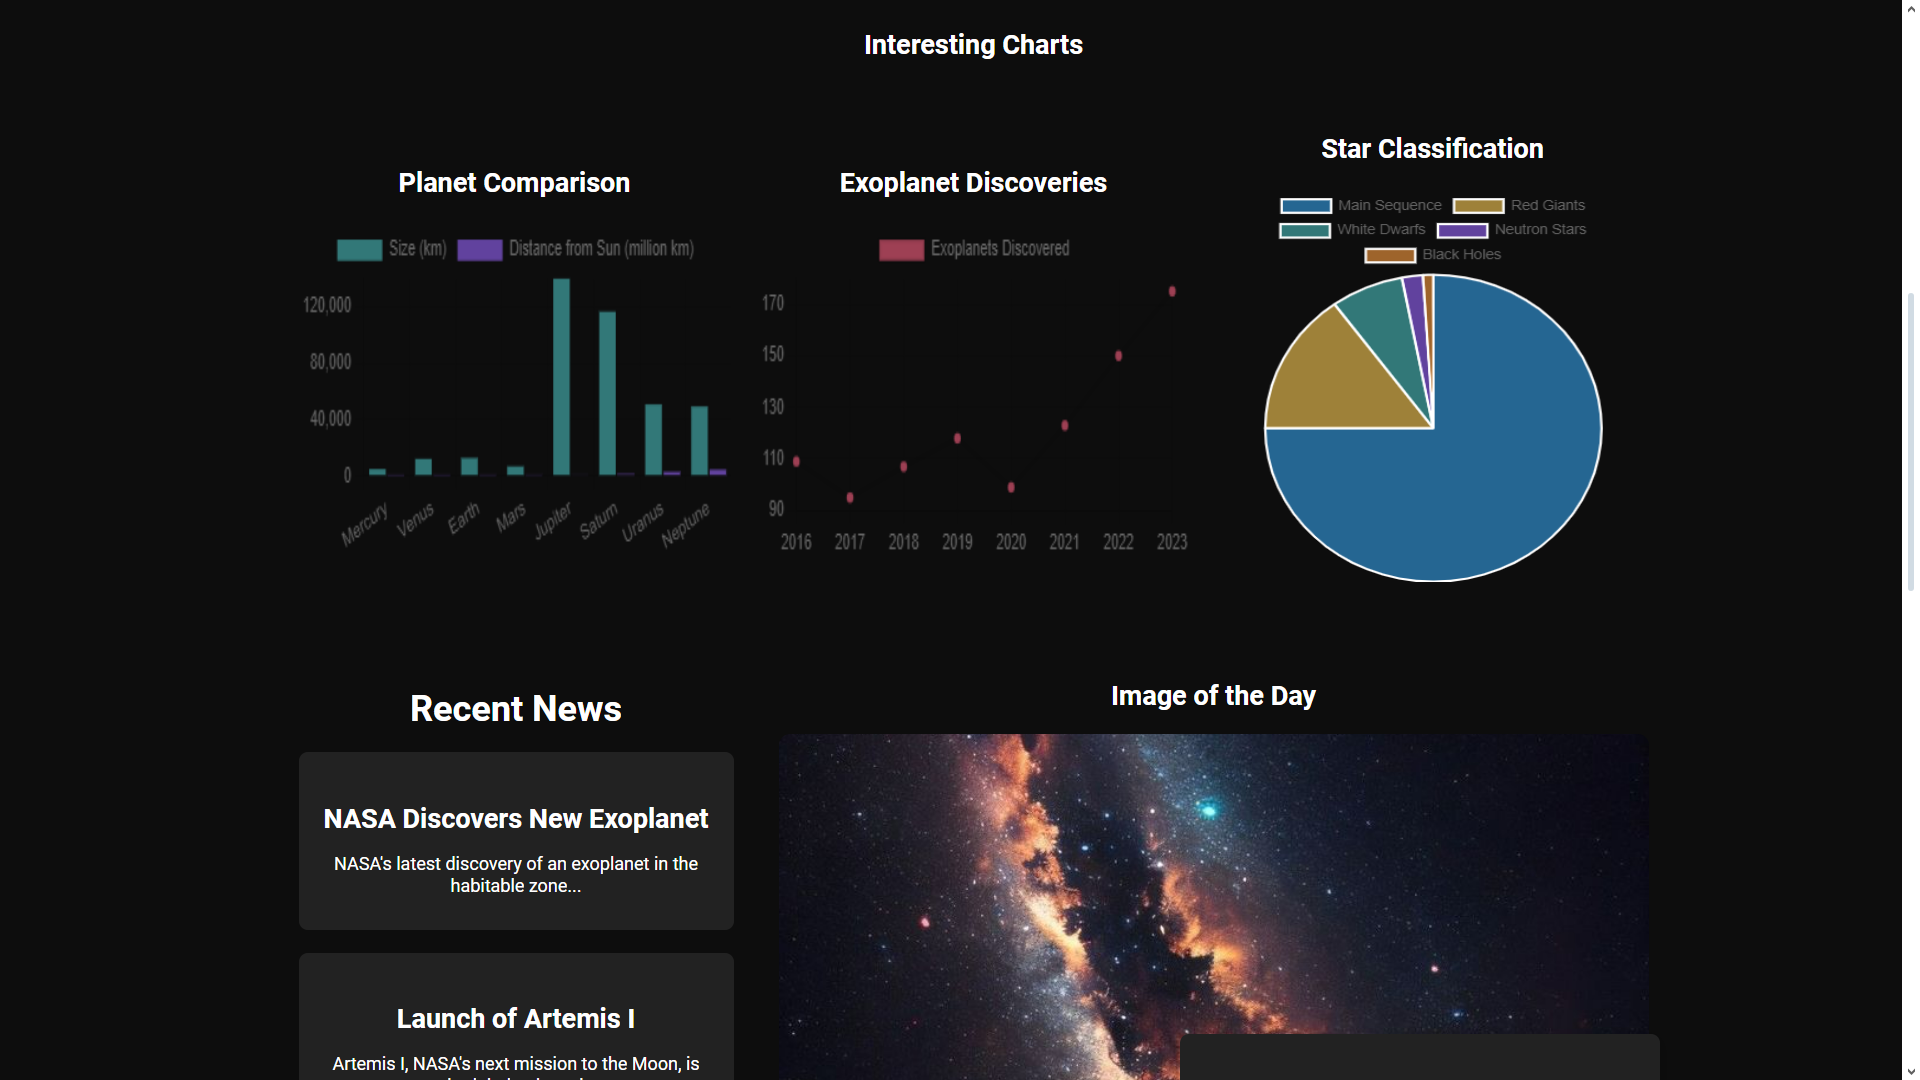 Interesting Charts
Planet Comparison
Size (km)
Distance from Sun (million km)
120,000
80,000
40,000
0
Mercury
Venus
Earth
Mars
Jupiter
Saturn
Uranus
Neptune
Exoplanet Discoveries
Exoplanets Discovered
170
150
130
110
90
2016
2017
2018
2019
2020
2021
2022
2023
Star Classification
Main Sequence
Red Giants
White Dwarfs
Neutron Stars
Black Holes
Recent News
NASA Discovers New Exoplanet
NASA's latest discovery of an exoplanet in the
habitable zone...
Launch of Artemis I
Artemis I, NASA's next mission to the Moon, is
Image of the Day